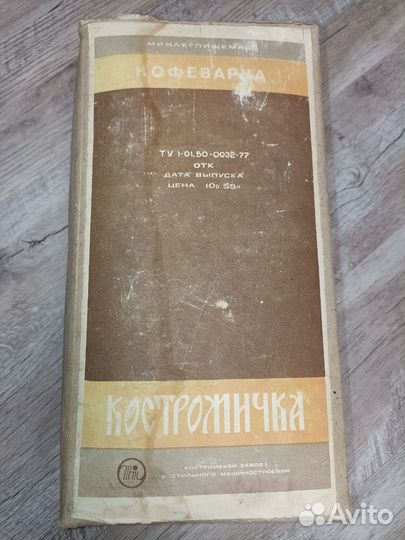 МИНЛЕГПИЩЕМАШ
КОФЕВАРКА
ТУ 1-01,50-0032-77
ОТК
ДАТА ВЫПУСКА
ЦЕНА 10р 55к
КОСТРОМИЧКА
КОСТРОМСКОЙ ЗАВОД
ТЕКСТИЛЬНОГО МАШИНОСТРОЕНИЯ
Avito